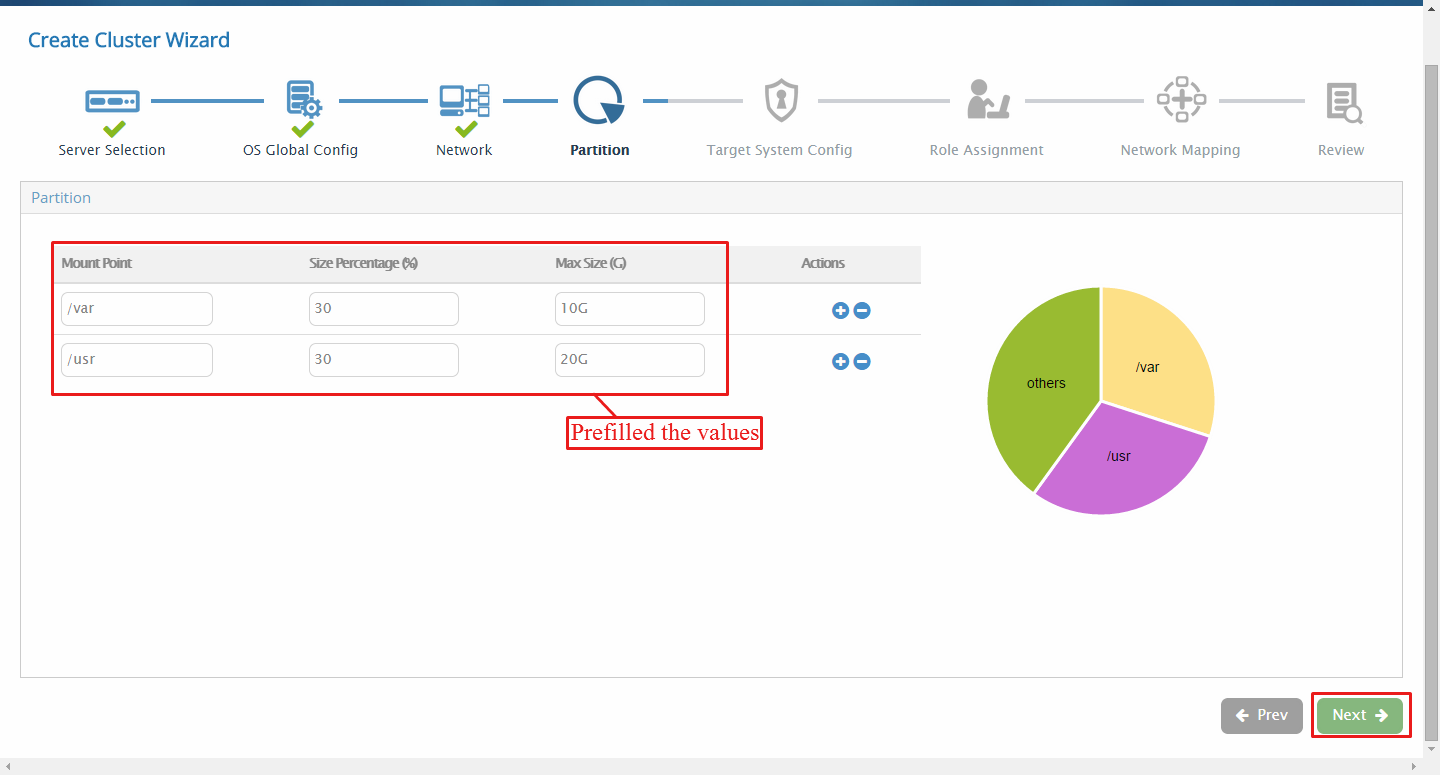 Create Cluster Wizard
Server Selection OS Global Config Network Partition Target System Config Role Assignment Network Mapping Review
Partition
Mount Point Size Percentage (%) Max Size (G) Actions
/var 30 10G
/usr 30 20G
Prefilled the values
others
/var
/usr
Prev Next